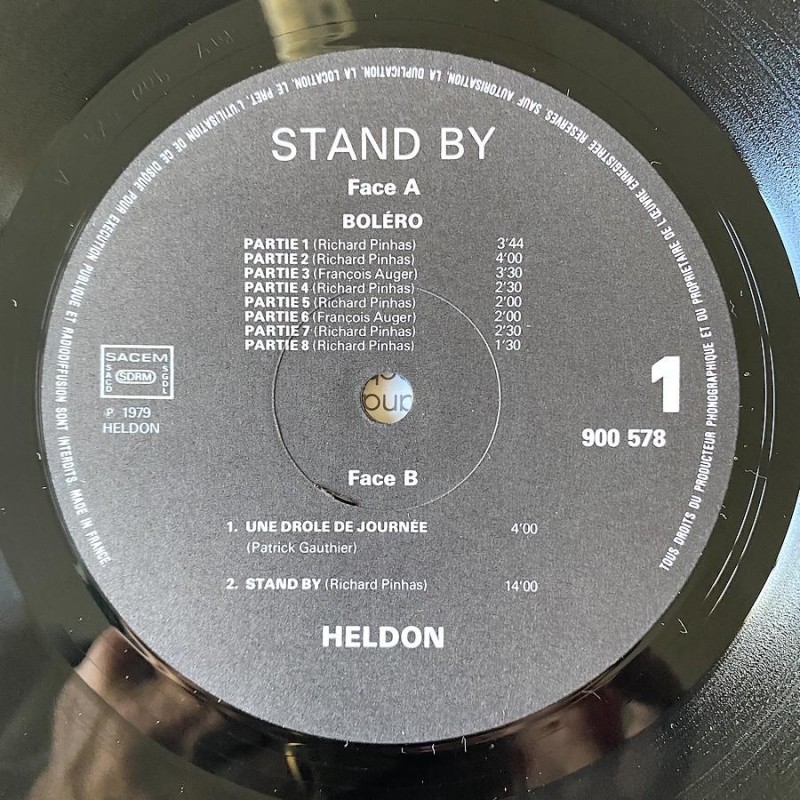 STAND BY
Face A
BOLÉRO
PARTIE 1 (Richard Pinhas) 3'44
PARTIE 2 (Richard Pinhas) 4'00
PARTIE 3 (François Auger) 3'30
PARTIE 4 (Richard Pinhas) 2'30
PARTIE 5 (Richard Pinhas) 2'00
PARTIE 6 (François Auger) 2'00
PARTIE 7 (Richard Pinhas) 2'30
PARTIE 8 (Richard Pinhas) 1'30
SACEM
SACD SDRM SGDL
P 1979
HELDON
1
900 578
Face B
1. UNE DROLE DE JOURNÉE 4'00
(Patrick Gauthier)
2. STAND BY (Richard Pinhas) 14'00
HELDON
TOUS DROITS DU PRODUCTEUR PHONOGRAPHIQUE ET DU PROPRIETAIRE DE L'ŒUVRE ENREGISTREE RESERVES. SAUF AUTORISATION, LA DUPLICATION, LA LOCATION, LE PRET, L'UTILISATION DE CE DISQUE POUR EXECUTION PUBLIQUE ET RADIODIFFUSION SONT INTERDITS. MADE IN FRANCE.